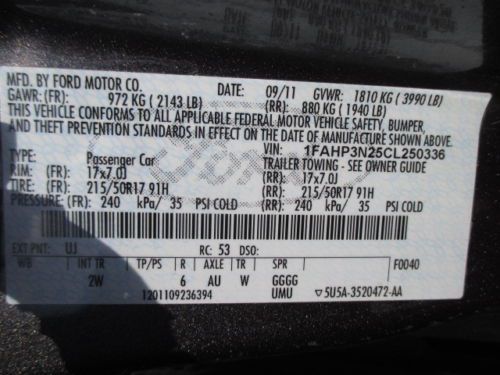 MFD. BY FORD MOTOR CO.
DATE: 09/11 GVWR: 1810 KG ( 3990 LB)
GAWR: (FR): 972 KG ( 2143 LB) (RR): 880 KG ( 1940 LB)
THIS VEHICLE CONFORMS TO ALL APPLICABLE FEDERAL MOTOR VEHICLE SAFETY, BUMPER,
AND THEFT PREVENTION STANDARDS IN EFFECT ON THE DATE OF MANUFACTURE SHOWN ABOVE.
VIN: 1FAHP3N25CL250336
TYPE: Passenger Car TRAILER TOWING - SEE OWNER GUIDE
RIM: (FR): 17x7.0J (RR): 17x7.0J
TIRE: (FR): 215/50R17 91H (RR): 215/50R17 91H
PRESSURE: (FR): 240 kPa/ 35 PSI COLD (RR): 240 kPa/ 35 PSI COLD
EXT PNT: UJ RC: 53 DSO: F0040
WB INT TR TP/PS R AXLE TR SPR
2W 6 AU W GGGG
1201109236394 UMU ▽5U5A-3520472-AA